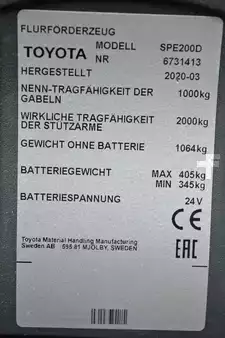 FLURFÖRDERZEUG
TOYOTA MODELL SPE200D
NR 6731413
HERGESTELLT 2020-03
NENN-TRAGFÄHIGKEIT DER GABELN 1000kg
WIRKLICHE TRAGFÄHIGKEIT DER STÜTZARME 2000kg
GEWICHT OHNE BATTERIE 1064kg
BATTERIEGEWICHT MAX 405kg
MIN 345kg
BATTERIESPANNUNG 24V
CE
Toyota Material Handling Manufacturing
Sweden AB 595 81 MJÖLBY, SWEDEN
EAC